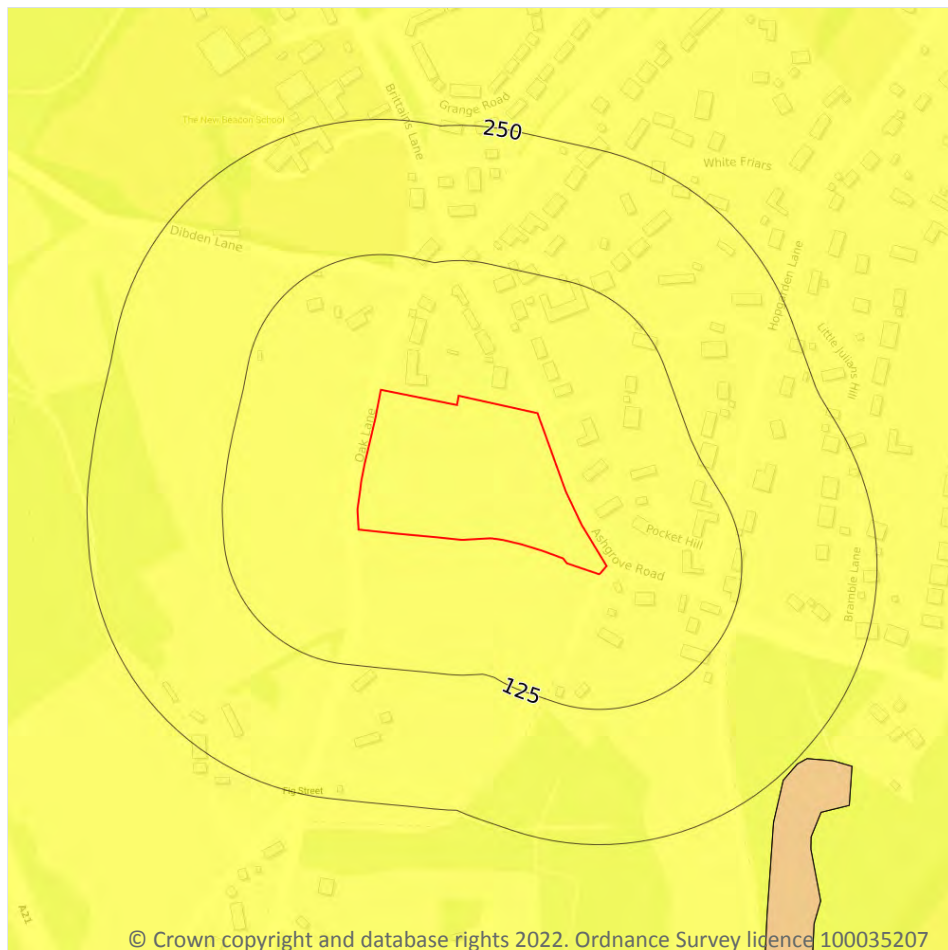 Brittains Lane
Grange Road
The New Beacon School
250
White Friars
Dibden Lane
Hopgarden Lane
Little Julians Hill
Oak Lane
Ashgrove Road
Pocket Hill
Bramble Lane
125
Fig Street
A21
© Crown copyright and database rights 2022. Ordnance Survey licence 100035207